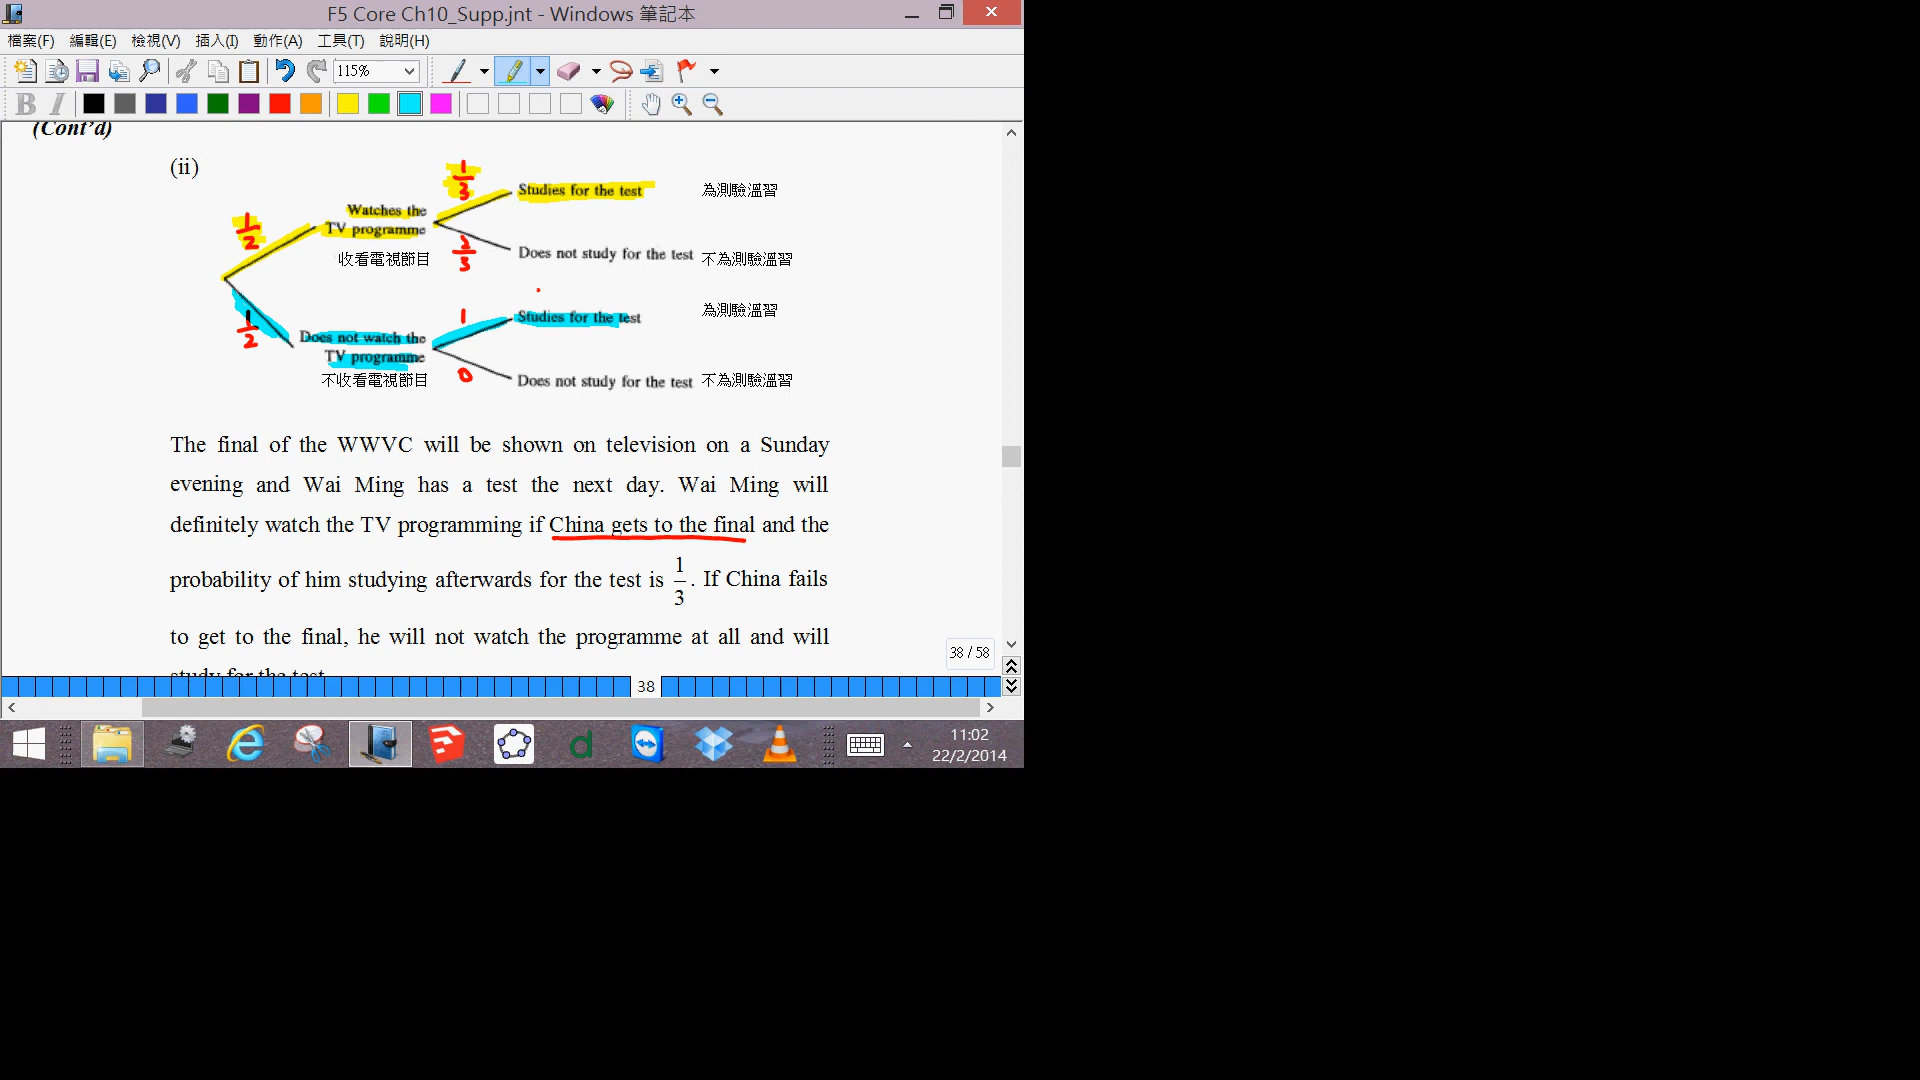 F5 Core Ch10_Supp.jnt - Windows 筆記本
檔案(F) 編輯(E) 檢視(V) 插入(I) 動作(A) 工具(T) 說明(H)
115%
B I
(Cont'd)
(ii)
1/3
Studies for the test 為測驗溫習
1/2
Watches the
TV programme
收看電視節目
2/3
Does not study for the test 不為測驗溫習
1
Studies for the test 為測驗溫習
1/2
Does not watch the
TV programme
不收看電視節目
0
Does not study for the test 不為測驗溫習
The final of the WWVC will be shown on television on a Sunday
evening and Wai Ming has a test the next day. Wai Ming will
definitely watch the TV programming if China gets to the final and the
probability of him studying afterwards for the test is 1/3. If China fails
to get to the final, he will not watch the programme at all and will
study for the test
38 / 58
38
11:02
22/2/2014